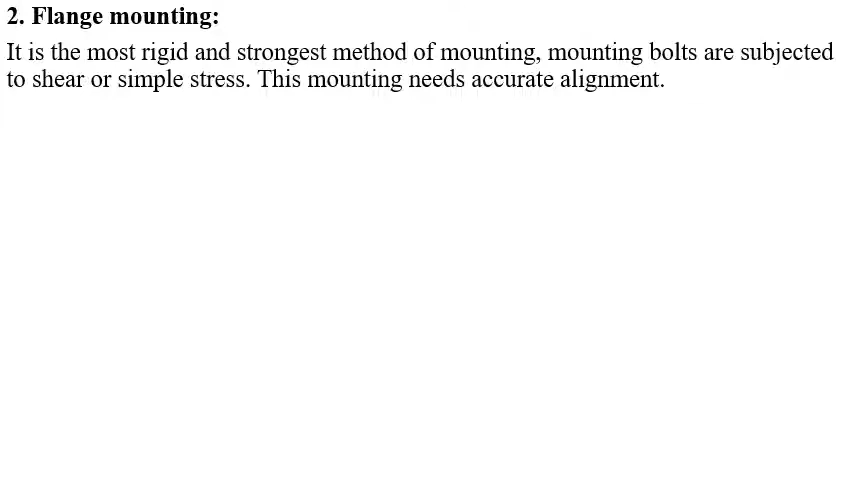 2. Flange mounting:
It is the most rigid and strongest method of mounting, mounting bolts are subjected
to shear or simple stress. This mounting needs accurate alignment.